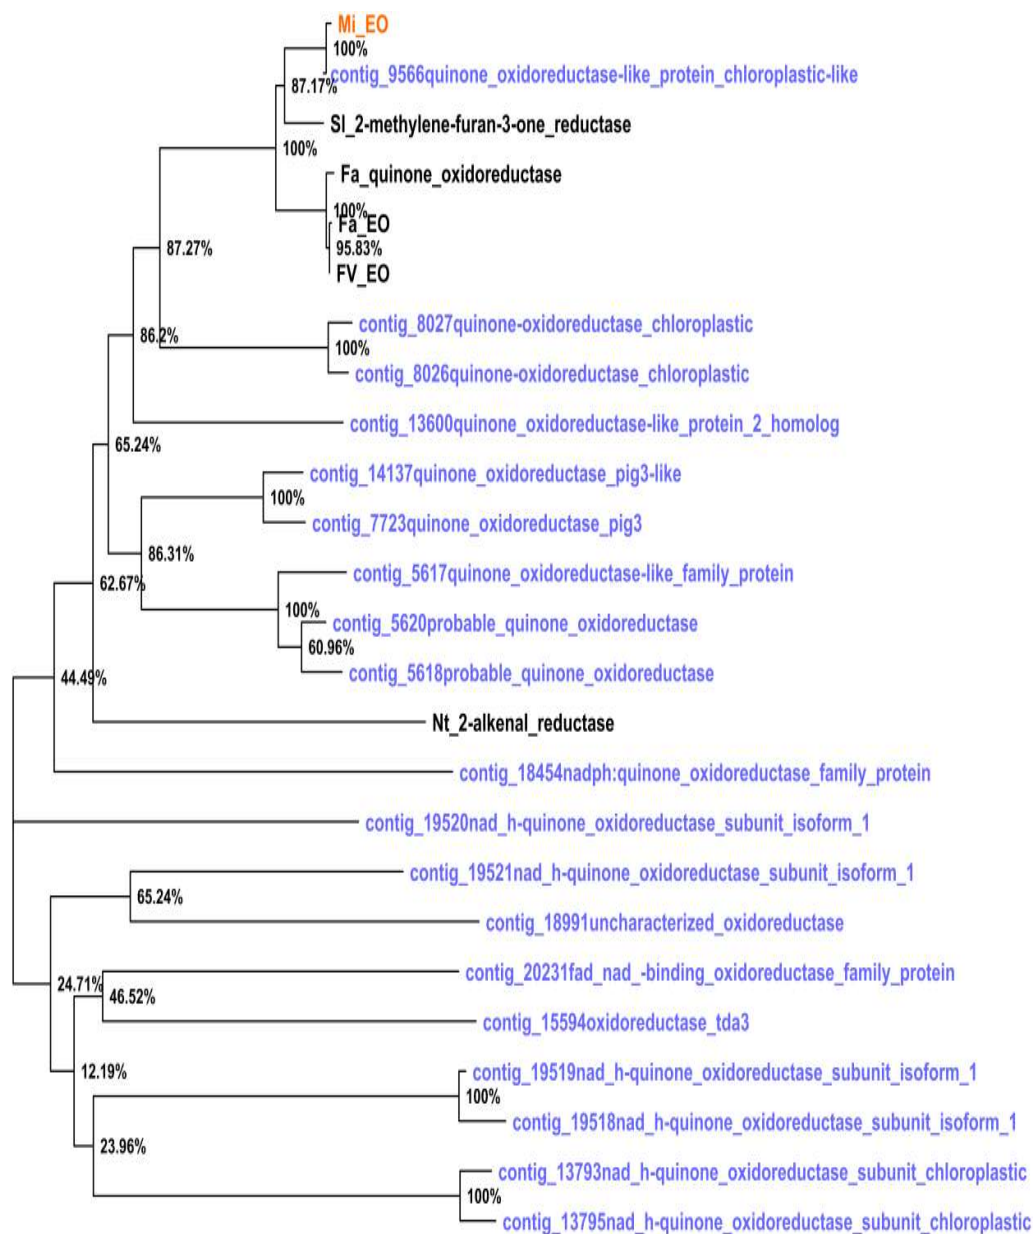 Mi_EO
100%
contig_9566quinone_oxidoreductase-like_protein_chloroplastic-like
87.17%
Sl_2-methylene-furan-3-one_reductase
100%
Fa_quinone_oxidoreductase
100%
Fa_EO
95.83%
87.27%
FV_EO
contig_8027quinone-oxidoreductase_chloroplastic
86.2%
100%
contig_8026quinone-oxidoreductase_chloroplastic
contig_13600quinone_oxidoreductase-like_protein_2_homolog
65.24%
contig_14137quinone_oxidoreductase_pig3-like
100%
contig_7723quinone_oxidoreductase_pig3
86.31%
contig_5617quinone_oxidoreductase-like_family_protein
62.67%
100%
contig_5620probable_quinone_oxidoreductase
60.96%
contig_5618probable_quinone_oxidoreductase
44.49%
Nt_2-alkenal_reductase
contig_18454nadph:quinone_oxidoreductase_family_protein
contig_19520nad_h-quinone_oxidoreductase_subunit_isoform_1
contig_19521nad_h-quinone_oxidoreductase_subunit_isoform_1
65.24%
contig_18991uncharacterized_oxidoreductase
contig_20231fad_nad_-binding_oxidoreductase_family_protein
24.71%
46.52%
contig_15594oxidoreductase_tda3
12.19%
contig_19519nad_h-quinone_oxidoreductase_subunit_isoform_1
100%
contig_19518nad_h-quinone_oxidoreductase_subunit_isoform_1
23.96%
contig_13793nad_h-quinone_oxidoreductase_subunit_chloroplastic
100%
contig_13795nad_h-quinone_oxidoreductase_subunit_chloroplastic